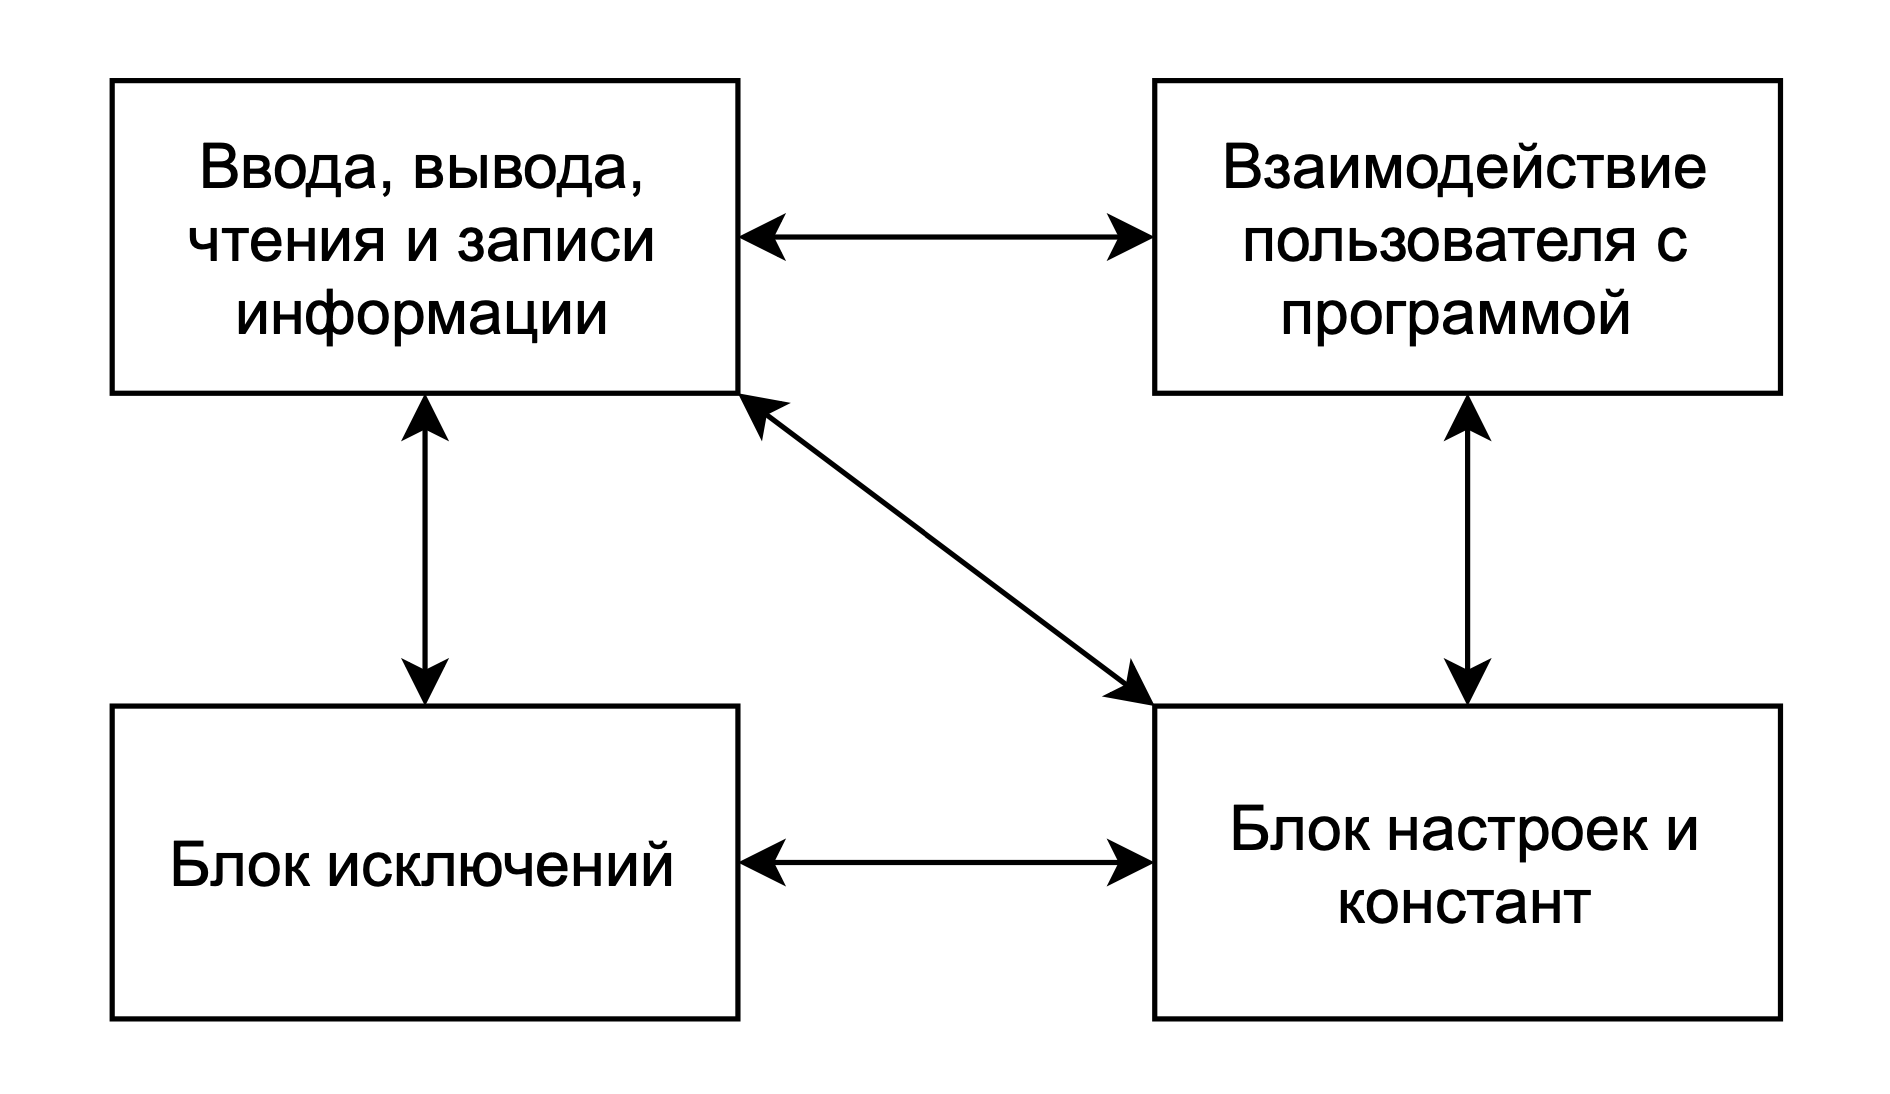 Ввода, вывода,
чтения и записи
информации
Взаимодействие
пользователя с
программой
Блок исключений
Блок настроек и
констант